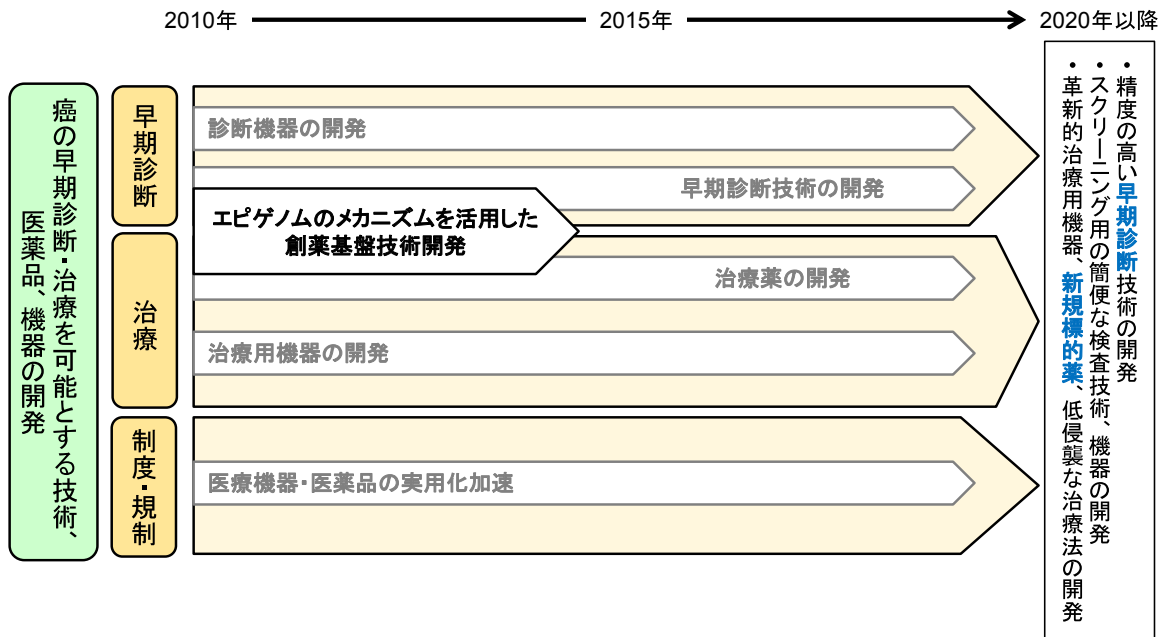 2010年
2015年
2020年以降
癌の早期診断・治療を可能とする技術、
医薬品、機器の開発
早期診断
診断機器の開発
早期診断技術の開発
エピゲノムのメカニズムを活用した
創薬基盤技術開発
治療
治療薬の開発
治療用機器の開発
制度・規制
医療機器・医薬品の実用化加速
・精度の高い早期診断技術の開発
・スクリーニング用の簡便な検査技術、機器の開発
・革新的治療用機器、新規標的薬、低侵襲な治療法の開発